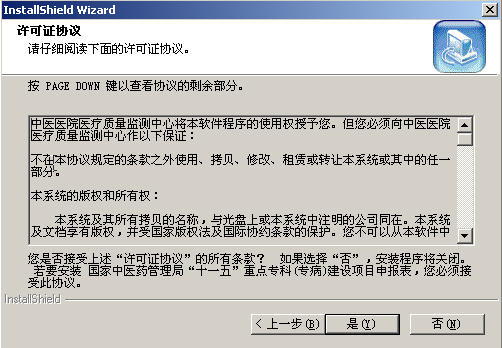 InstallShield Wizard
许可证协议
请仔细阅读下面的许可证协议。
按 PAGE DOWN 键以查看协议的剩余部分。
中医医院医疗质量监测中心将本软件程序的使用权授予您。但您必须向中医医院
医疗质量监测中心作以下保证:
不在本协议规定的条款之外使用、拷贝、修改、租赁或转让本系统或其中的任一
部分。
本系统的版权和所有权:
本系统及其所有拷贝的名称,与光盘上或本系统中注明的公司同在。本系统
及文档享有版权,并受国家版权法及国际协约条款的保护。您不可以从本软件中
您是否接受上述“许可证协议”的所有条款? 如果选择“否”,安装程序将关闭。
若要安装 国家中医药管理局“十一五”重点专科(专病)建设项目申报表,您必须接
受此协议。
InstallShield
< 上一步(B) 是(Y) 否(N)